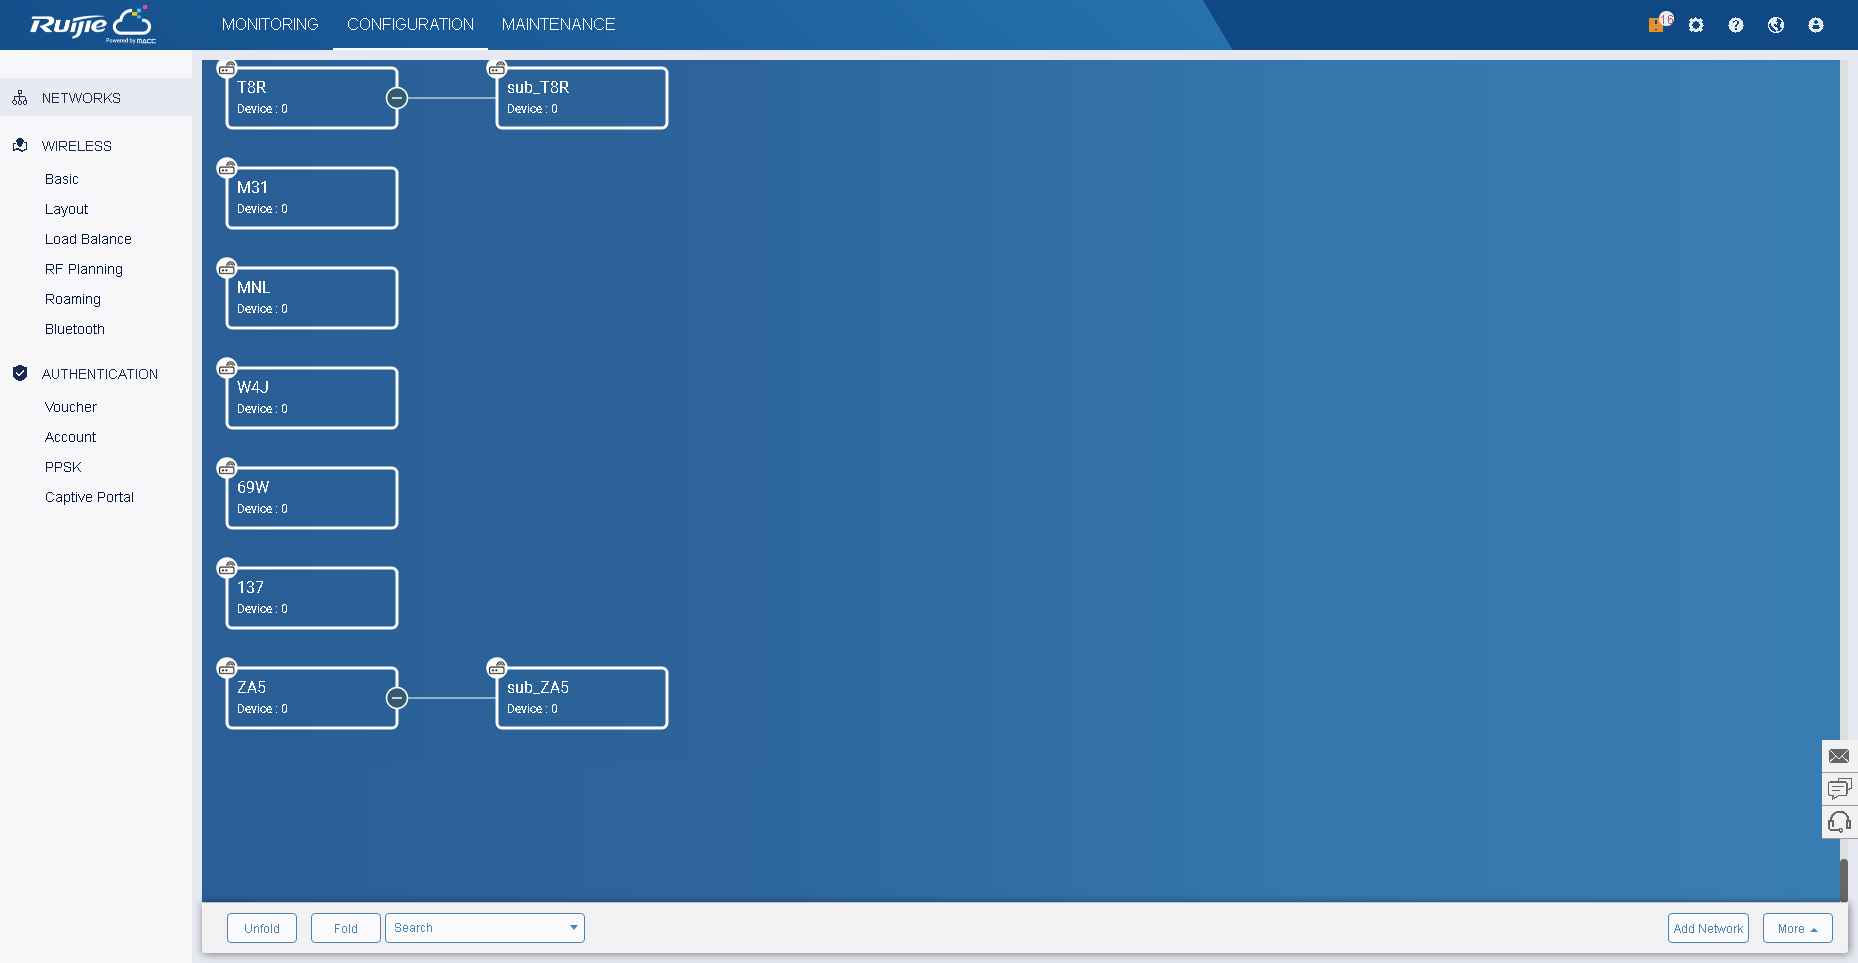 Ruijie
Powered by MACC
MONITORING
CONFIGURATION
MAINTENANCE
16
NETWORKS
WIRELESS
Basic
Layout
Load Balance
RF Planning
Roaming
Bluetooth
AUTHENTICATION
Voucher
Account
PPSK
Captive Portal
T8R
Device : 0
sub_T8R
Device : 0
M31
Device : 0
MNL
Device : 0
W4J
Device : 0
69W
Device : 0
137
Device : 0
ZA5
Device : 0
sub_ZA5
Device : 0
Unfold
Fold
Search
Add Network
More